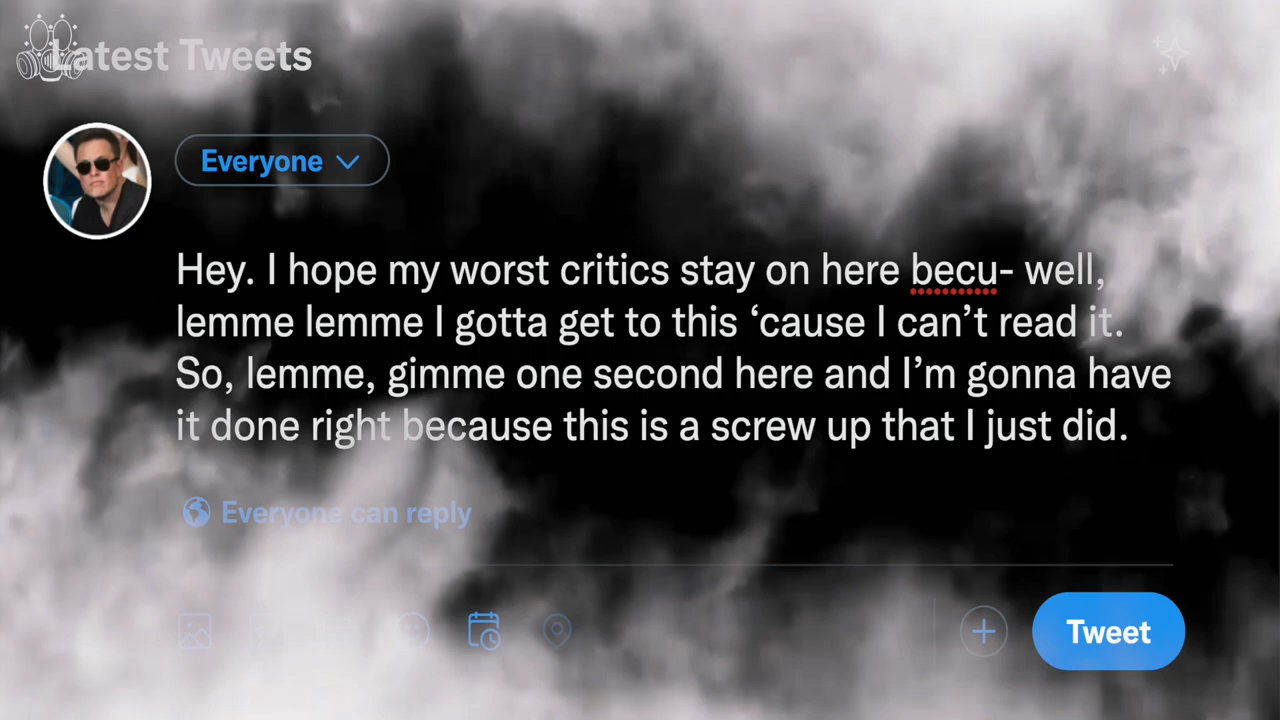 Latest Tweets
Everyone
Hey. I hope my worst critics stay on here becu- well,
lemme lemme I gotta get to this ‘cause I can’t read it.
So, lemme, gimme one second here and I’m gonna have
it done right because this is a screw up that I just did.
Everyone can reply
Tweet